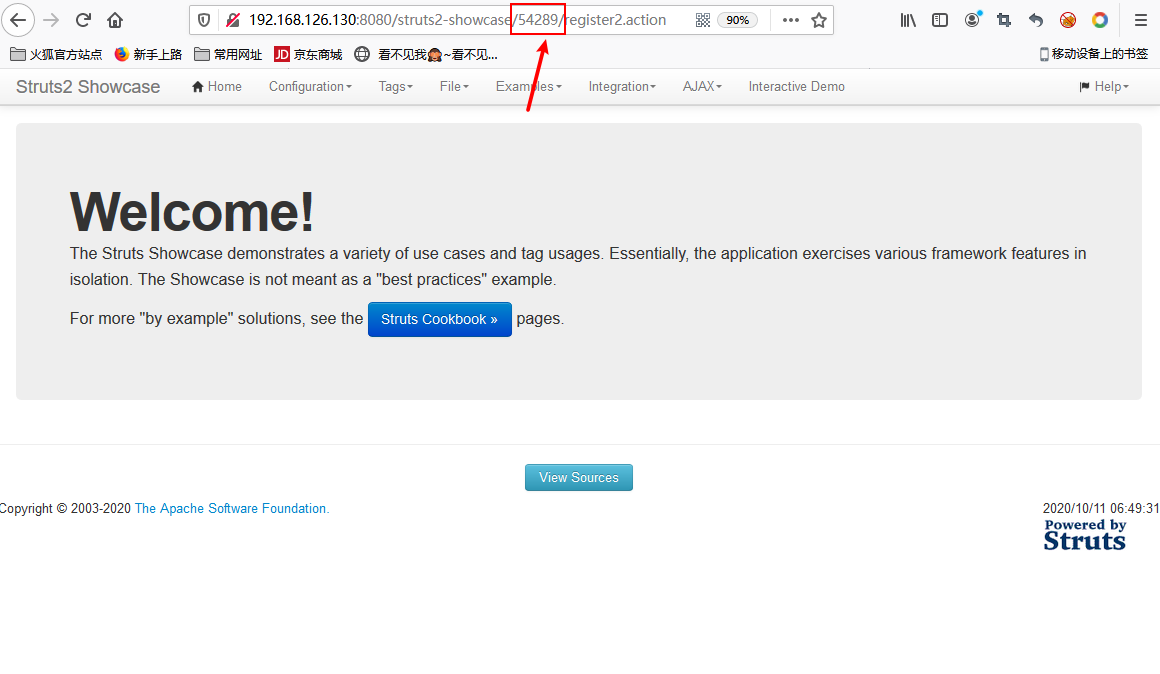 192.168.126.130:8080/struts2-showcase/54289/register2.action 90%
火狐官方站点 新手上路 常用网址 JD 京东商城 看不见我~看不见... 移动设备上的书签
Struts2 Showcase Home Configuration Tags File Examples Integration AJAX Interactive Demo Help
Welcome!
The Struts Showcase demonstrates a variety of use cases and tag usages. Essentially, the application exercises various framework features in
isolation. The Showcase is not meant as a "best practices" example.
For more "by example" solutions, see the Struts Cookbook » pages.
View Sources
Copyright © 2003-2020 The Apache Software Foundation. 2020/10/11 06:49:31
Powered by
Struts